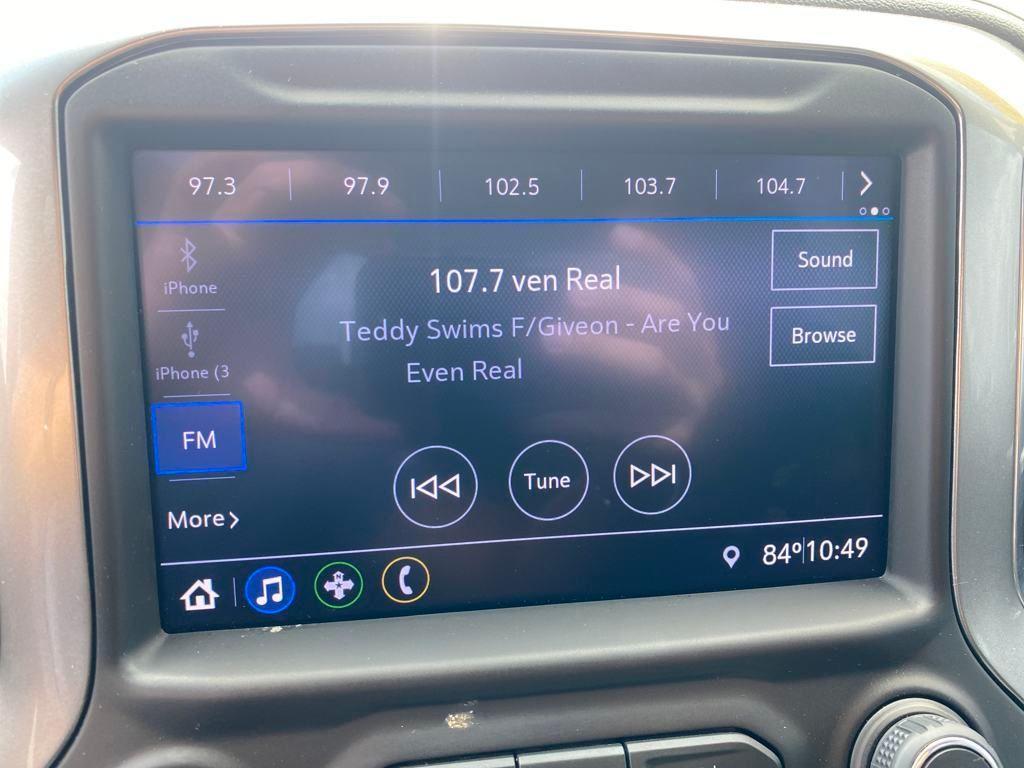 97.3 97.9 102.5 103.7 104.7
iPhone
107.7 ven Real
Sound
Teddy Swims F/Giveon - Are You
Even Real
Browse
iPhone (3
FM
Tune
More
N
84º 10:49